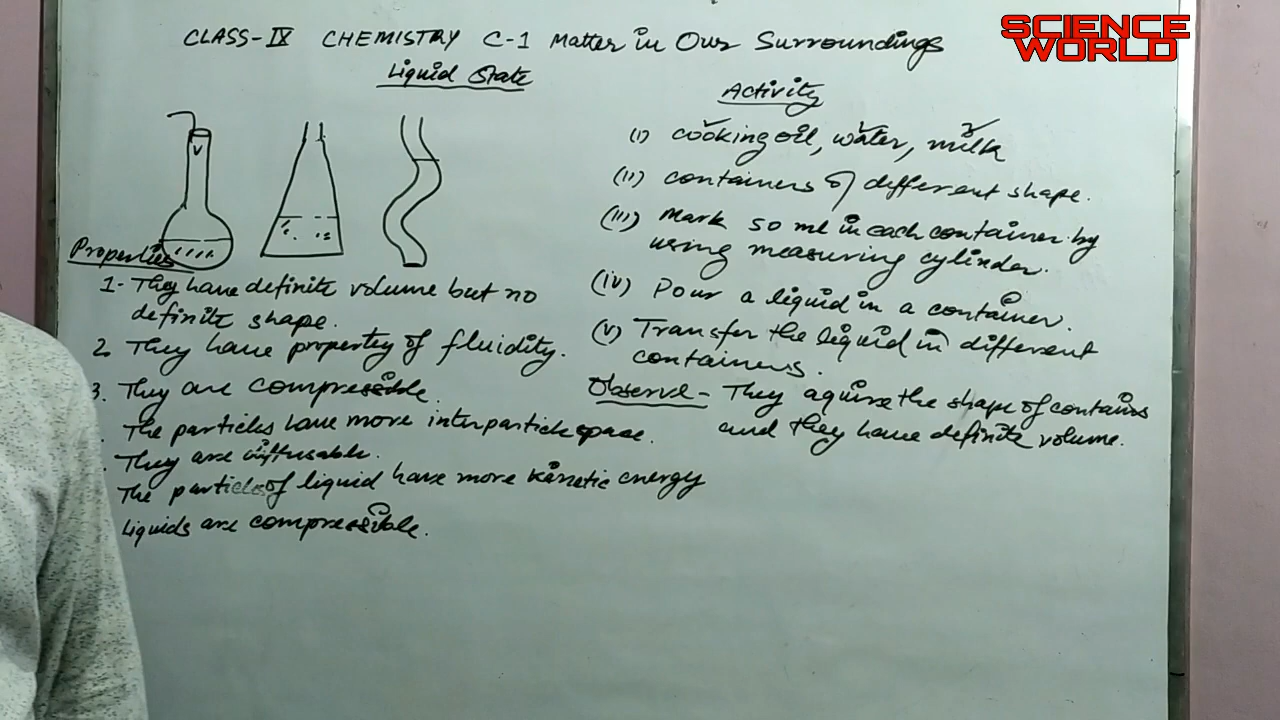 CLASS-IX CHEMISTRY C-1 Matter in Our Surroundings
SCIENCE
WORLD
Liquid State
V
Properties
1- They have definite volume but no
definite shape.
2. They have property of fluidity.
3. They are compressible.
The particles have more interparticle space.
They are
The particles of liquid have more kinetic energy
Liquids are compressible.
Activity
(i) cooking oil, water, milk
(ii) containers of different shape.
(iii) Mark 50 ml in each container by
using measuring cylinder.
(iv) Pour a liquid in a container.
(v) Transfer the liquid in different
containers.
Observe - They aquire the shape of contains
and they have definite volume.